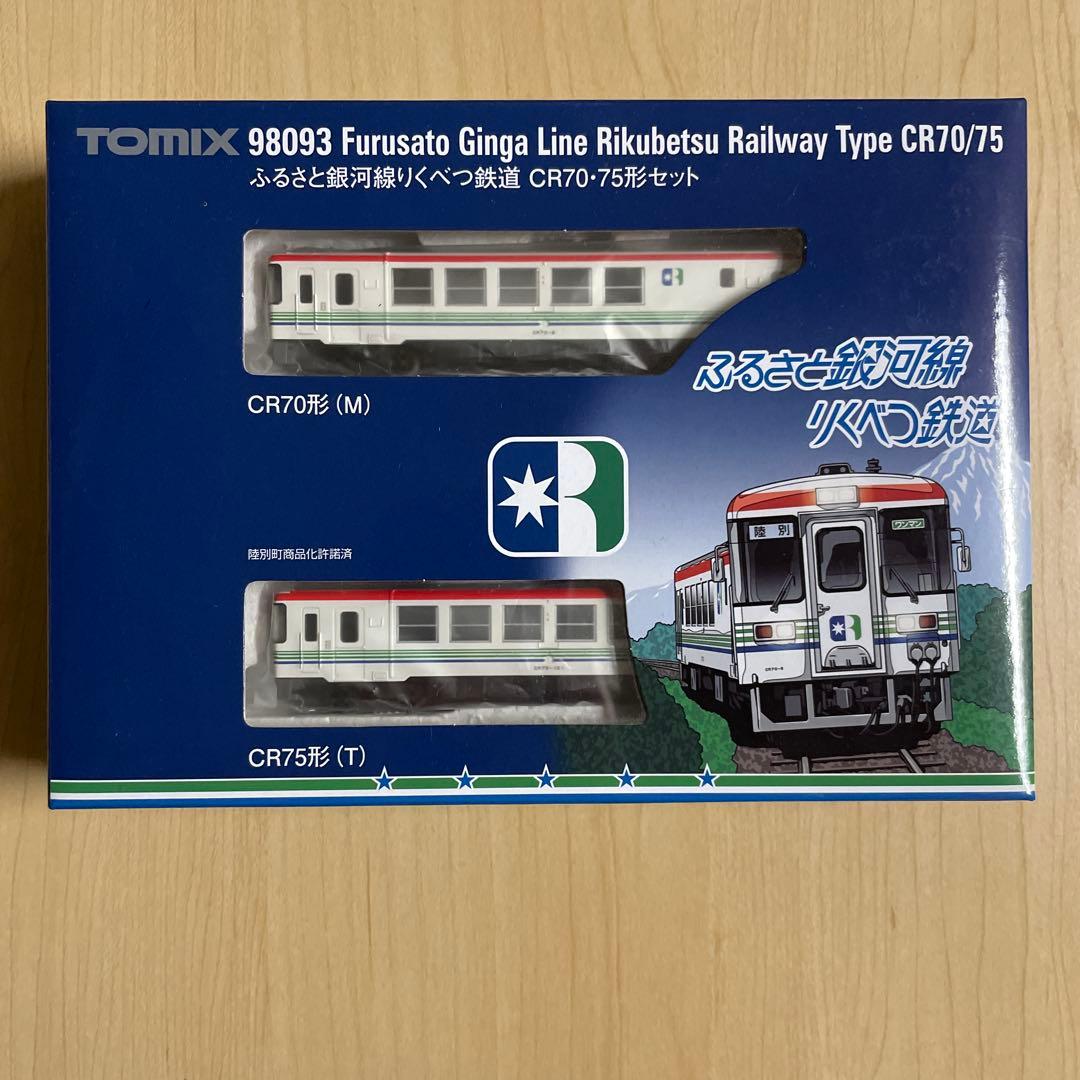 TOMIX 98093 Furusato Ginga Line Rikubetsu Railway Type CR70/75
ふるさと銀河線りくべつ鉄道 CR70・75形セット
CR70形(M)
ふるさと銀河線
りくべつ鉄道
R
陸別町商品化許諾済
陸別
ワンマン
CR75形(T)